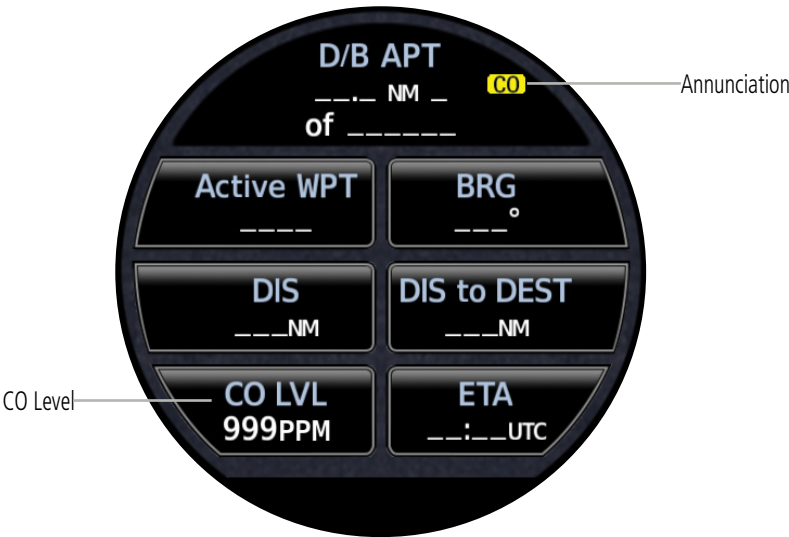 D/B APT
__._ NM _
CO
Annunciation
of ______
Active WPT
____
BRG
___°
DIS
___NM
DIS to DEST
___NM
CO Level
CO LVL
999PPM
ETA
__:__UTC